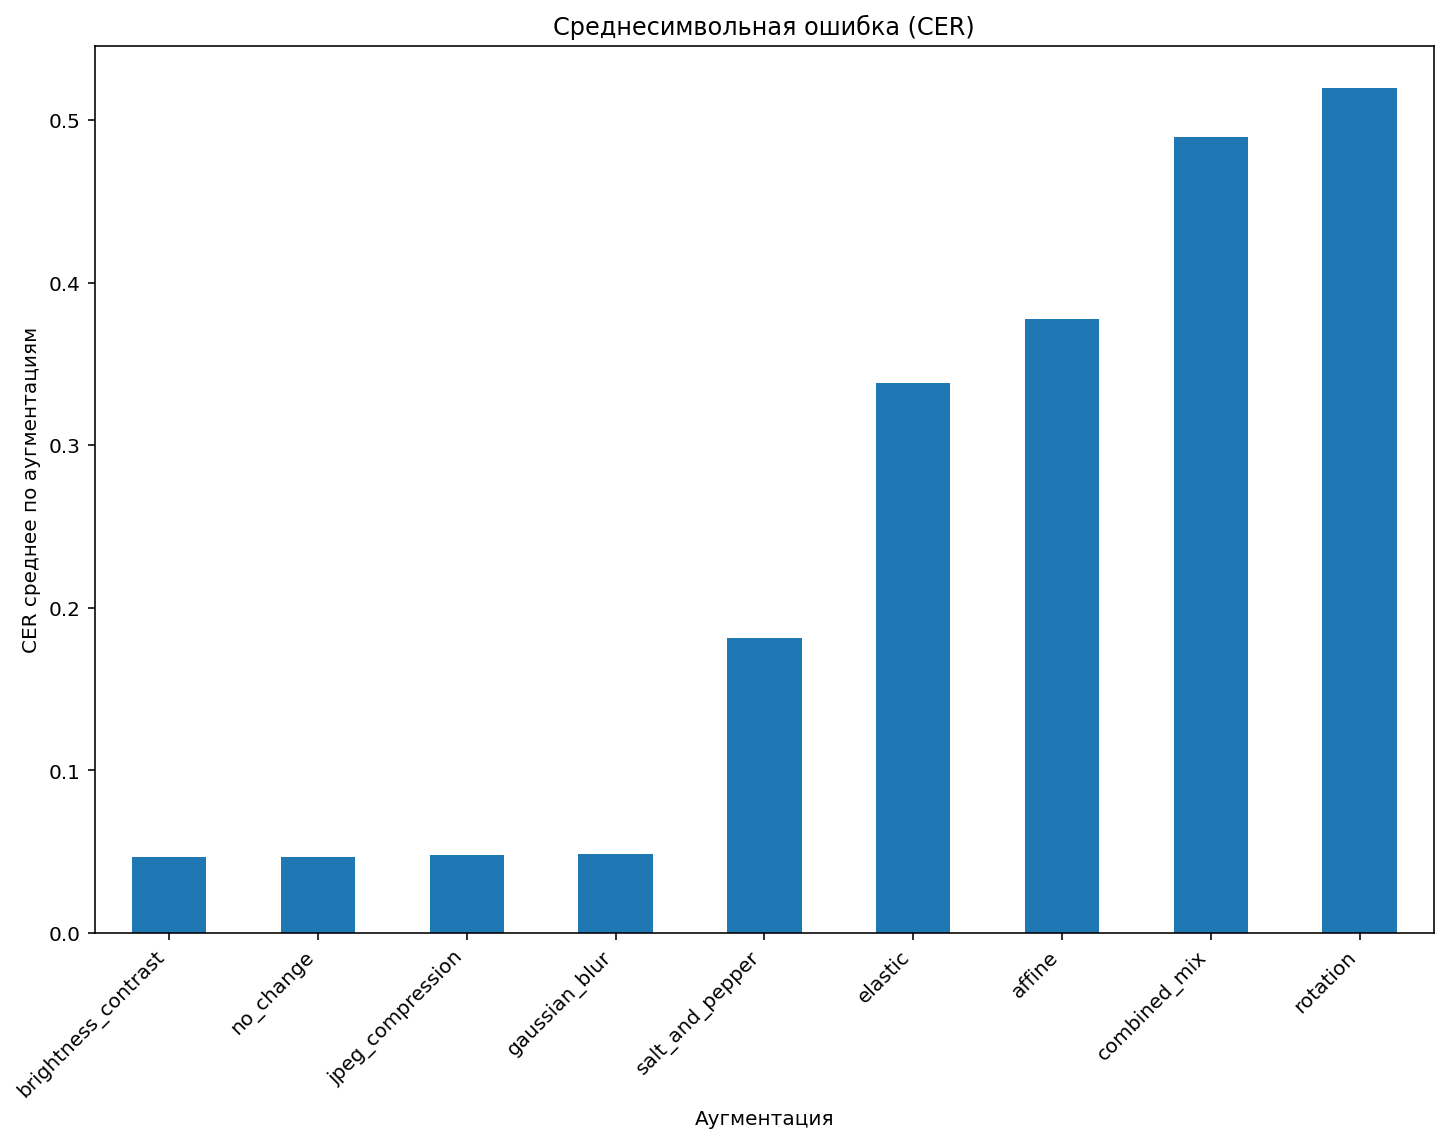 Среднесимвольная ошибка (CER)
CER среднее по аугментациям
0.5
0.4
0.3
0.2
0.1
0.0
brightness_contrast
no_change
jpeg_compression
gaussian_blur
salt_and_pepper
elastic
affine
combined_mix
rotation
Аугментация